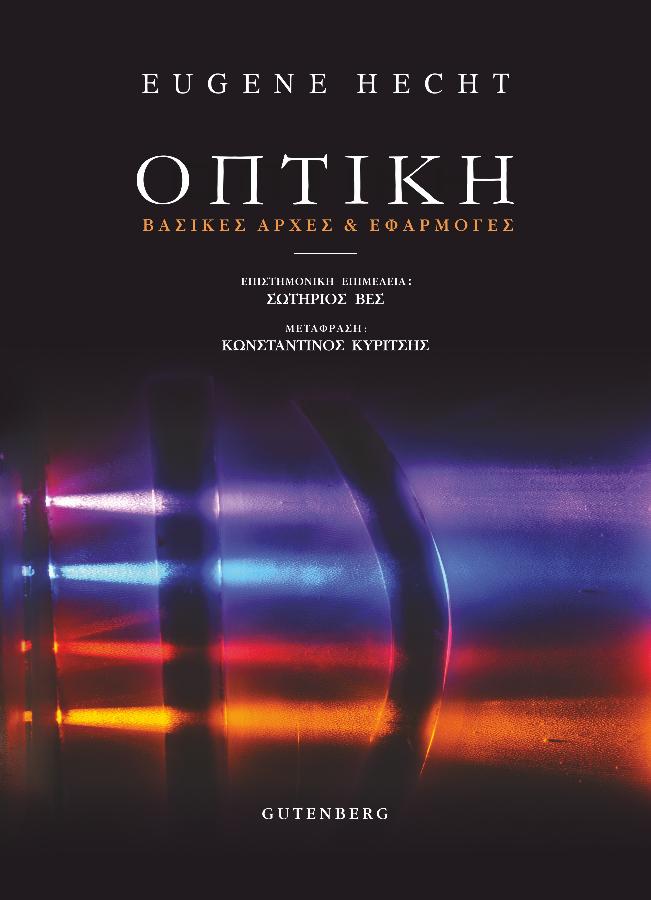 EUGENE HECHT
ΟΠΤΙΚΗ
ΒΑΣΙΚΕΣ ΑΡΧΕΣ & ΕΦΑΡΜΟΓΕΣ
ΕΠΙΣΤΗΜΟΝΙΚΗ ΕΠΙΜΕΛΕΙΑ:
ΣΩΤΗΡΙΟΣ ΒΕΣ
ΜΕΤΑΦΡΑΣΗ:
ΚΩΝΣΤΑΝΤΙΝΟΣ ΚΥΡΙΤΣΗΣ
GUTENBERG